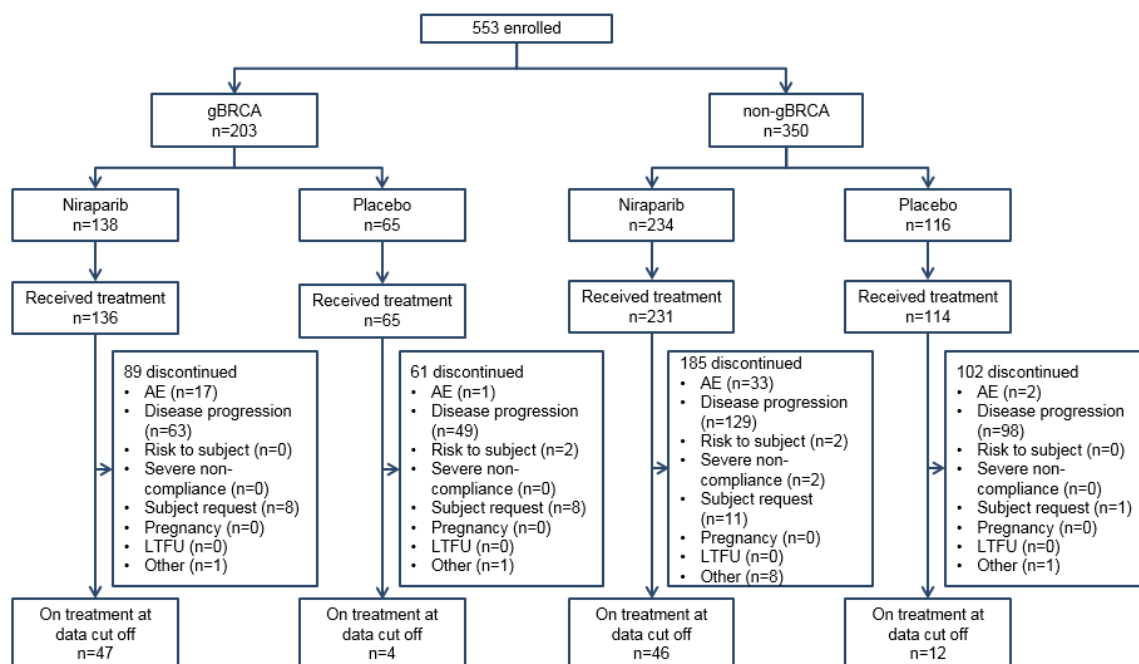 553 enrolled
gBRCA
n=203
non-gBRCA
n=350
Niraparib
n=138
Placebo
n=65
Niraparib
n=234
Placebo
n=116
Received treatment
n=136
Received treatment
n=65
Received treatment
n=231
Received treatment
n=114
89 discontinued
• AE (n=17)
• Disease progression
(n=63)
• Risk to subject (n=0)
• Severe non-
compliance (n=0)
• Subject request (n=8)
• Pregnancy (n=0)
• LTFU (n=0)
• Other (n=1)
61 discontinued
• AE (n=1)
• Disease progression
(n=49)
• Risk to subject (n=2)
• Severe non-
compliance (n=0)
• Subject request (n=8)
• Pregnancy (n=0)
• LTFU (n=0)
• Other (n=1)
185 discontinued
• AE (n=33)
• Disease progression
(n=129)
• Risk to subject (n=2)
• Severe non-
compliance (n=2)
• Subject request
(n=11)
• Pregnancy (n=0)
• LTFU (n=0)
• Other (n=8)
102 discontinued
• AE (n=2)
• Disease progression
(n=98)
• Risk to subject (n=0)
• Severe non-
compliance (n=0)
• Subject request (n=1)
• Pregnancy (n=0)
• LTFU (n=0)
• Other (n=1)
On treatment at
data cut off
n=47
On treatment at
data cut off
n=4
On treatment at
data cut off
n=46
On treatment at
data cut off
n=12